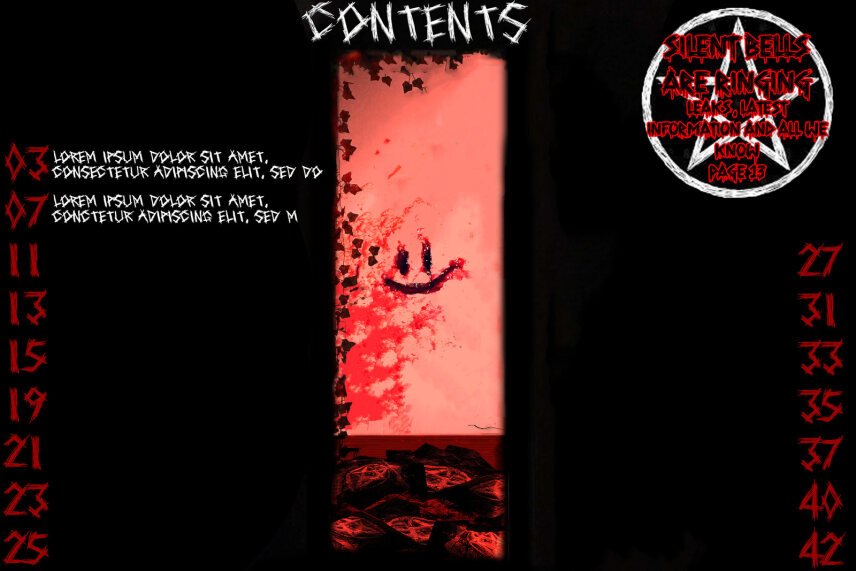 CONTENTS
SILENT BELLS
ARE RINGING
LEAKS, LATEST
INFORMATION AND ALL WE
KNOW
PAGE 13
03 LOREM IPSUM DOLOR SIT AMET,
CONSECTETUR ADIPISCING ELIT, SED DO
07 LOREM IPSUM DOLOR SIT AMET,
CONCTETUR ADIPISCING ELIT, SED M
11
13
15
19
21
23
25
27
31
33
35
37
40
42